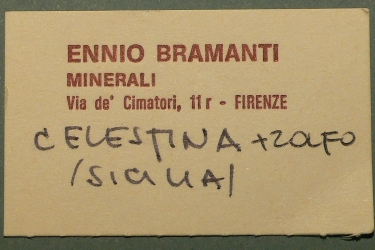 ENNIO BRAMANTI
MINERALI
Via de' Cimatori, 11 r - FIRENZE
CELESTINA + ZOLFO
/SICILIA/